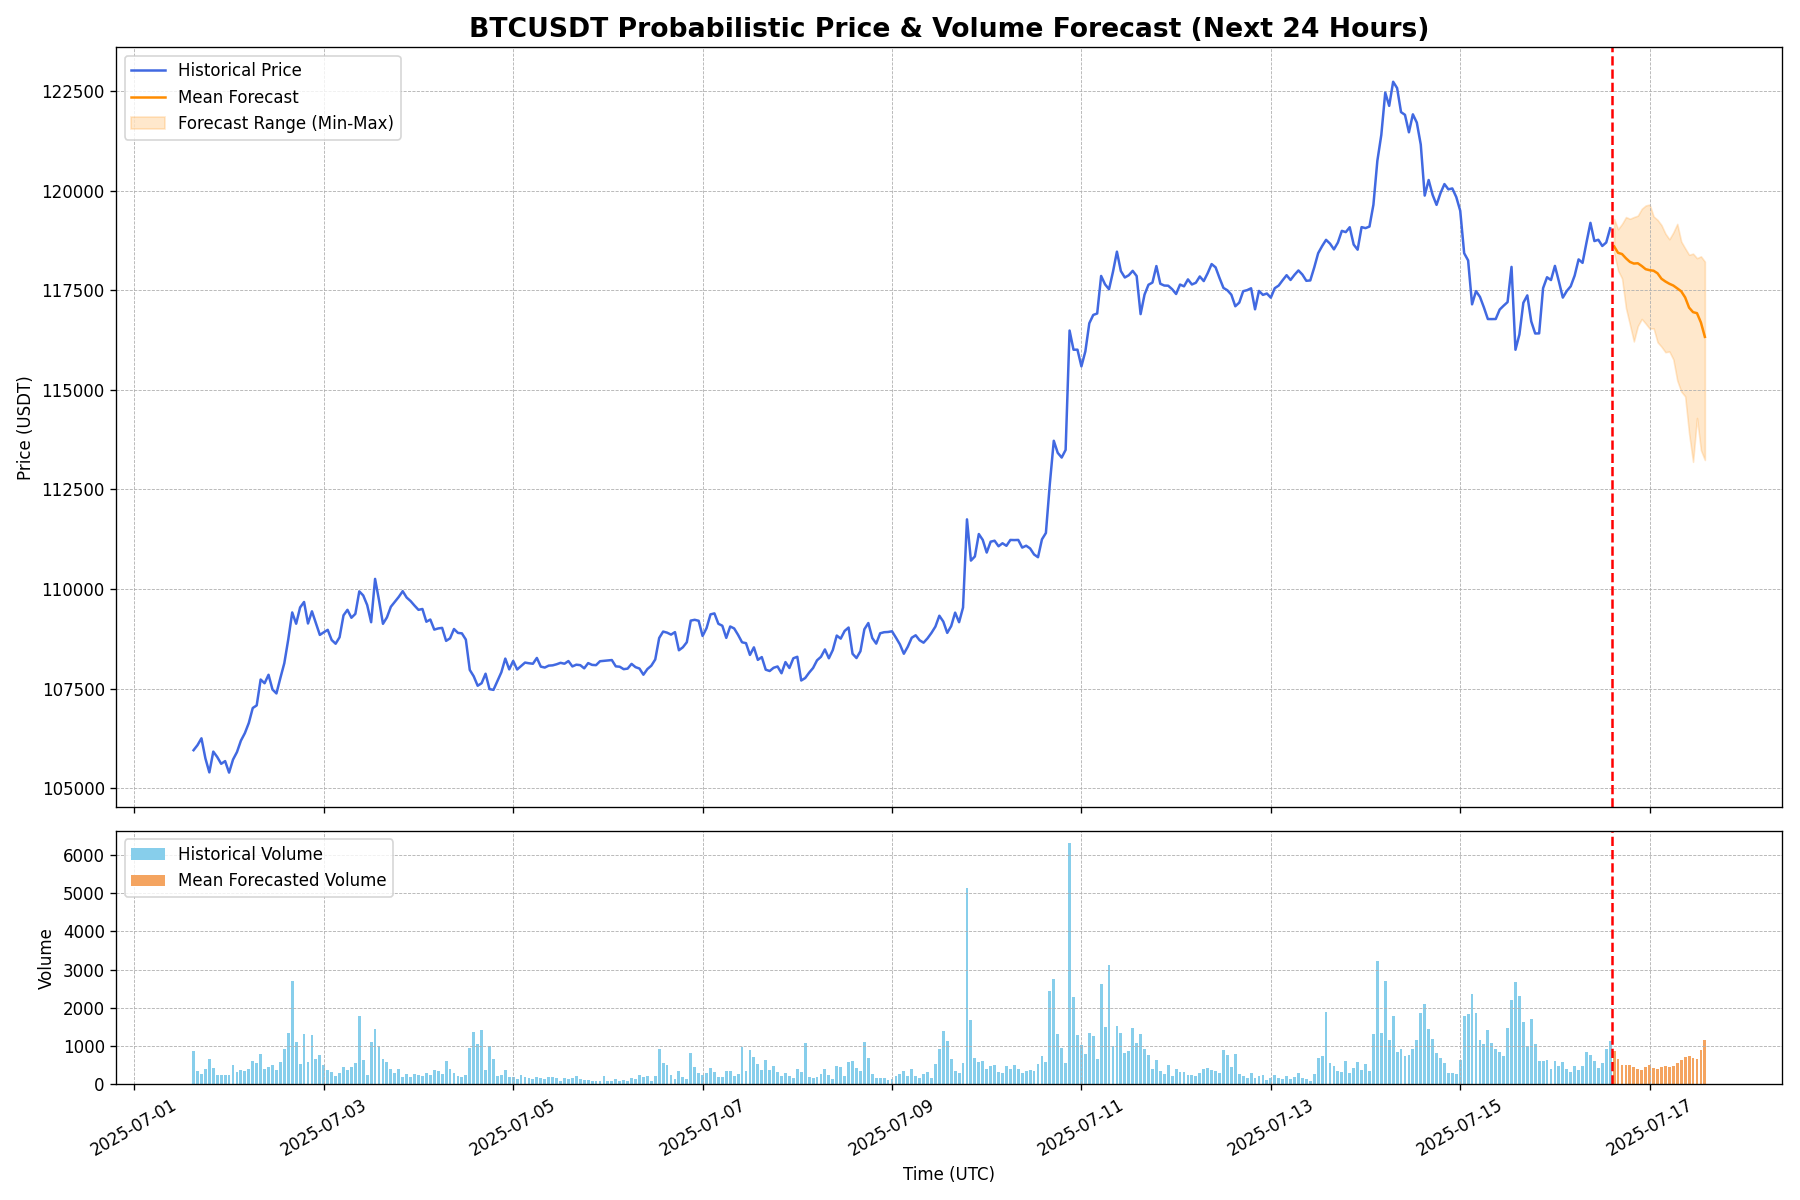 BTCUSDT Probabilistic Price & Volume Forecast (Next 24 Hours)
Historical Price
Mean Forecast
Forecast Range (Min-Max)
122500
120000
117500
115000
112500
110000
107500
105000
Price (USDT)
Historical Volume
Mean Forecasted Volume
6000
5000
4000
3000
2000
1000
0
Volume
2025-07-01
2025-07-03
2025-07-05
2025-07-07
2025-07-09
2025-07-11
2025-07-13
2025-07-15
2025-07-17
Time (UTC)